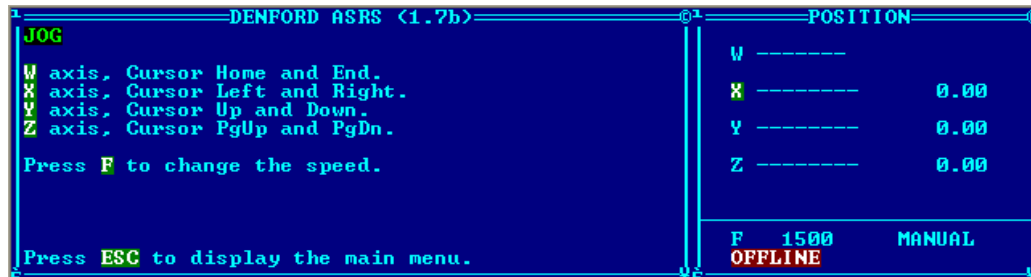 DENFORD ASRS (1.7b)
JOG
W axis, Cursor Home and End.
X axis, Cursor Left and Right.
Y axis, Cursor Up and Down.
Z axis, Cursor PgUp and PgDn.
Press F to change the speed.
Press ESC to display the main menu.
POSITION
W -------
X -------- 0.00
Y -------- 0.00
Z -------- 0.00
F 1500 MANUAL
OFFLINE